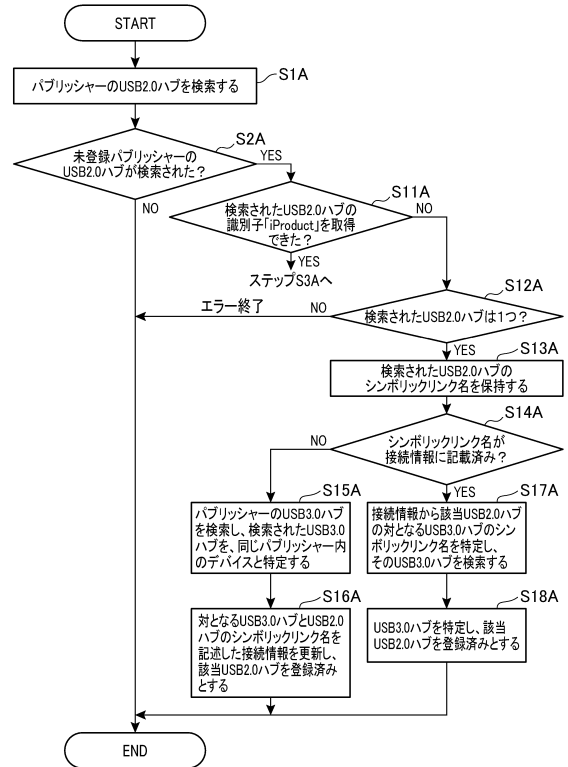 START
パブリッシャーのUSB2.0ハブを検索する
S1A
未登録パブリッシャーの
USB2.0ハブが検索された？
S2A
YES
NO
検索されたUSB2.0ハブの
識別子「iProduct」を取得
できた？
S11A
NO
YES
ステップS3Aへ
検索されたUSB2.0ハブは1つ？
S12A
NO
エラー終了
YES
検索されたUSB2.0ハブの
シンボリックリンク名を保持する
S13A
シンボリックリンク名が
接続情報に記載済み？
S14A
NO
YES
パブリッシャーのUSB3.0ハブ
を検索し、検索されたUSB3.0
ハブを、同じパブリッシャー内
のデバイスと特定する
S15A
接続情報から該当USB2.0ハブ
の対となるUSB3.0ハブのシン
ボリックリンク名を特定し、
そのUSB3.0ハブを検索する
S17A
対となるUSB3.0ハブとUSB2.0
ハブのシンボリックリンク名を
記述した接続情報を更新し、
該当USB2.0ハブを登録済み
とする
S16A
USB3.0ハブを特定し、該当
USB2.0ハブを登録済みとする
S18A
END